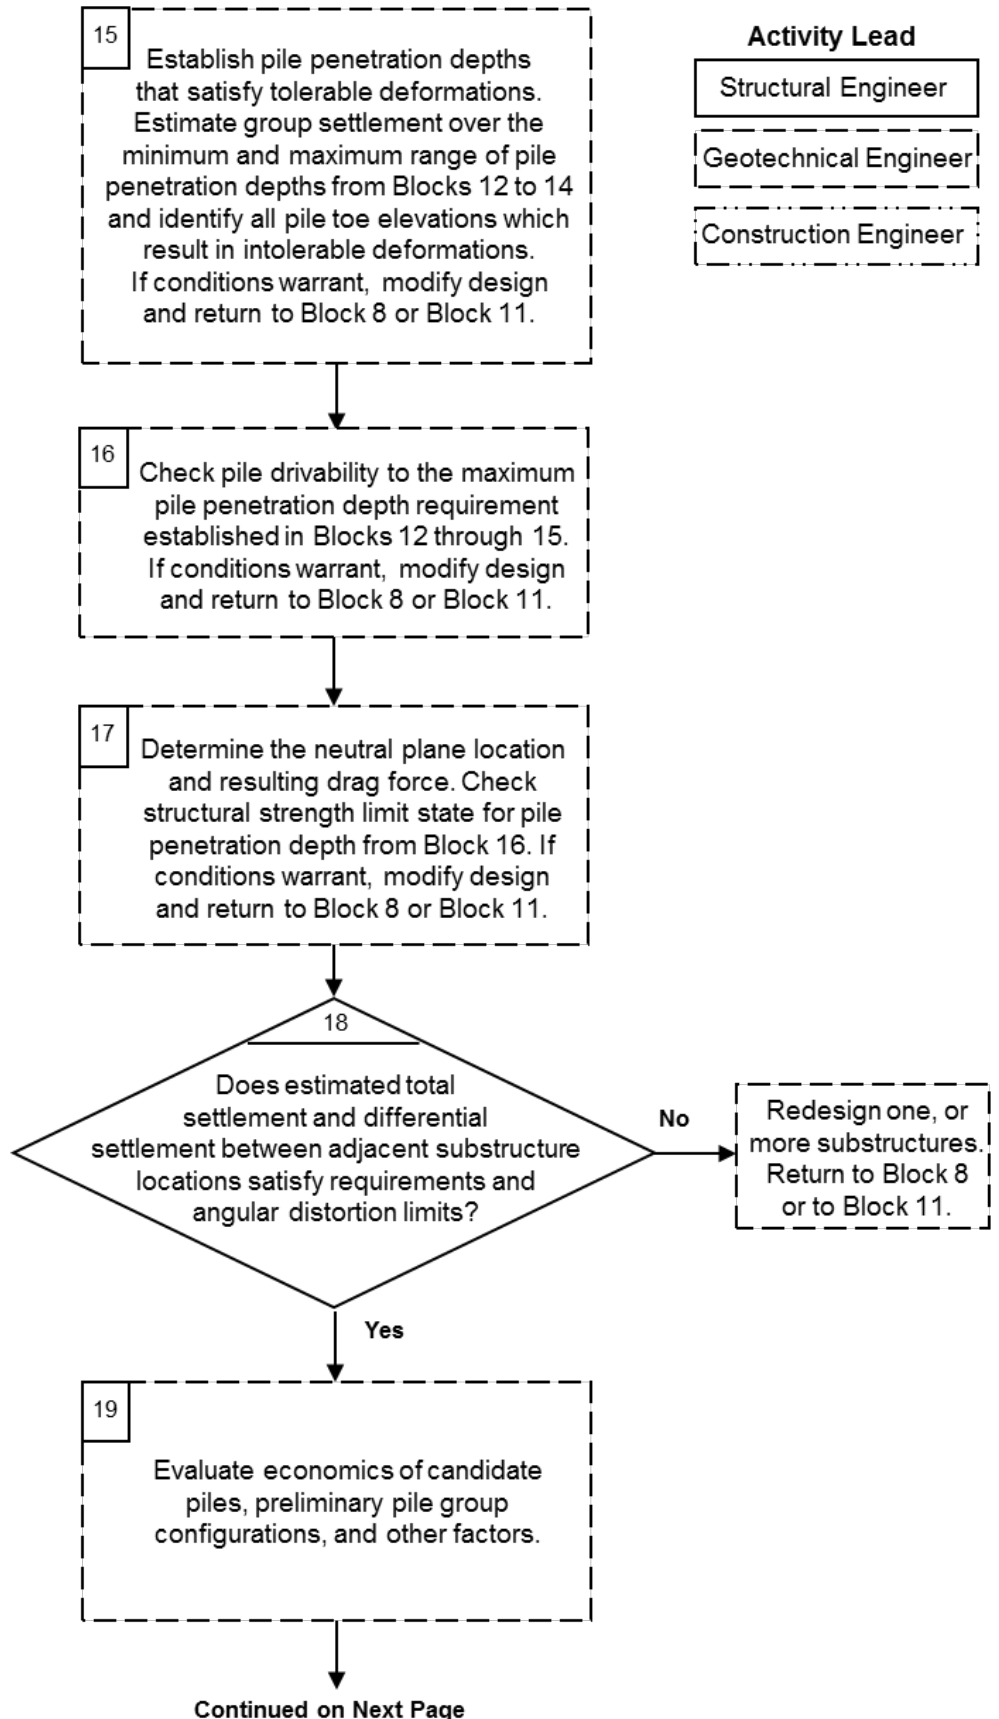 15
Establish pile penetration depths
that satisfy tolerable deformations.
Estimate group settlement over the
minimum and maximum range of pile
penetration depths from Blocks 12 to 14
and identify all pile toe elevations which
result in intolerable deformations.
If conditions warrant, modify design
and return to Block 8 or Block 11.
Activity Lead
Structural Engineer
Geotechnical Engineer
Construction Engineer
16
Check pile drivability to the maximum
pile penetration depth requirement
established in Blocks 12 through 15.
If conditions warrant, modify design
and return to Block 8 or Block 11.
17
Determine the neutral plane location
and resulting drag force. Check
structural strength limit state for pile
penetration depth from Block 16. If
conditions warrant, modify design
and return to Block 8 or Block 11.
18
Does estimated total
settlement and differential
settlement between adjacent substructure
locations satisfy requirements and
angular distortion limits?
No
Redesign one, or
more substructures.
Return to Block 8
or to Block 11.
Yes
19
Evaluate economics of candidate
piles, preliminary pile group
configurations, and other factors.
Continued on Next Page